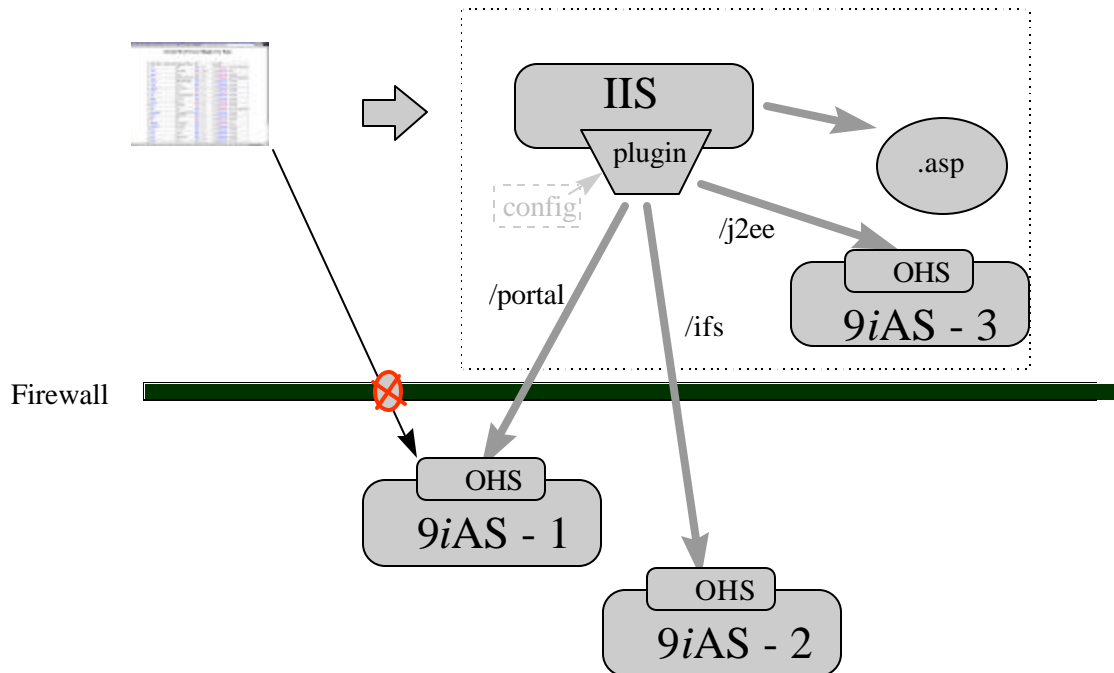 IIS
plugin
.asp
config
/j2ee
OHS
/portal
9iAS - 3
/ifs
Firewall
OHS
9iAS - 1
OHS
9iAS - 2